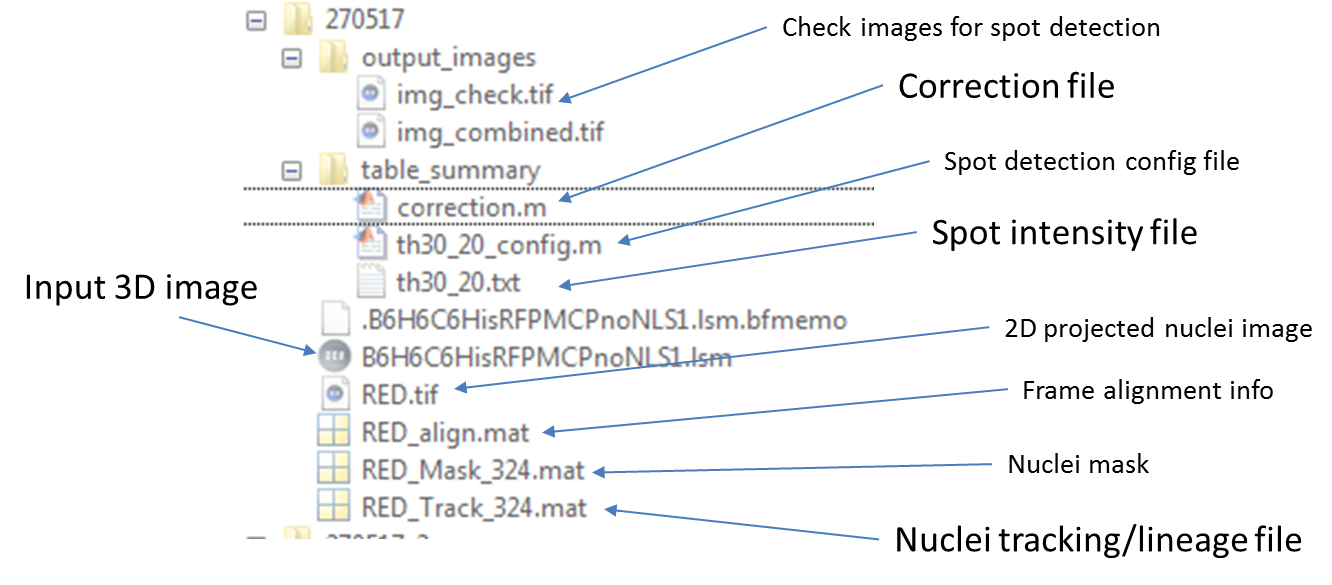 270517
output_images
Check images for spot detection
img_check.tif
Correction file
img_combined.tif
table_summary
Spot detection config file
correction.m
Spot intensity file
th30_20_config.m
th30_20.txt
Input 3D image
.B6H6C6HisRFPMCPnoNLS1.lsm.bfmemo
2D projected nuclei image
B6H6C6HisRFPMCPnoNLS1.lsm
RED.tif
Frame alignment info
RED_align.mat
Nuclei mask
RED_Mask_324.mat
RED_Track_324.mat
Nuclei tracking/lineage file